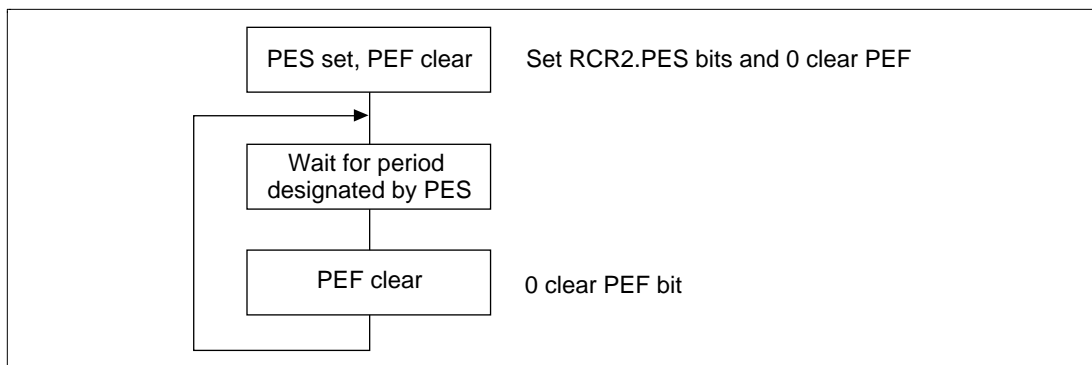 PES set, PEF clear
Set RCR2.PES bits and 0 clear PEF
Wait for period
designated by PES
PEF clear
0 clear PEF bit